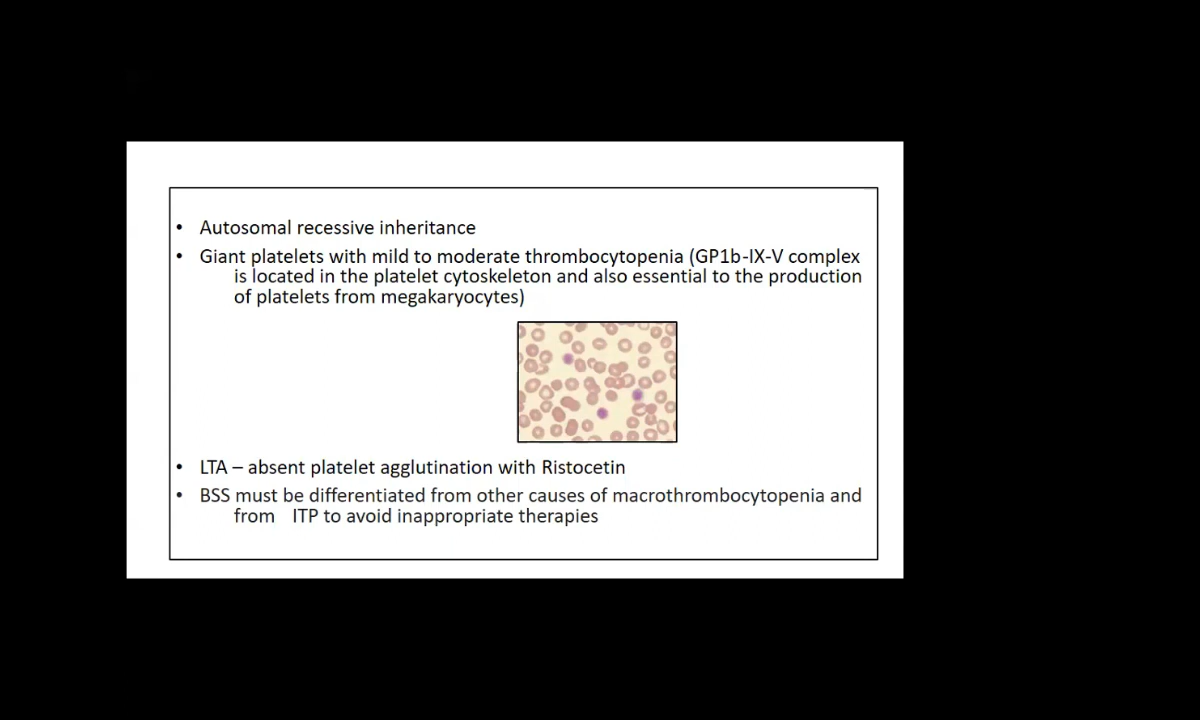 • Autosomal recessive inheritance
• Giant platelets with mild to moderate thrombocytopenia (GP1b-IX-V complex
is located in the platelet cytoskeleton and also essential to the production
of platelets from megakaryocytes)
• LTA – absent platelet agglutination with Ristocetin
• BSS must be differentiated from other causes of macrothrombocytopenia and
from ITP to avoid inappropriate therapies